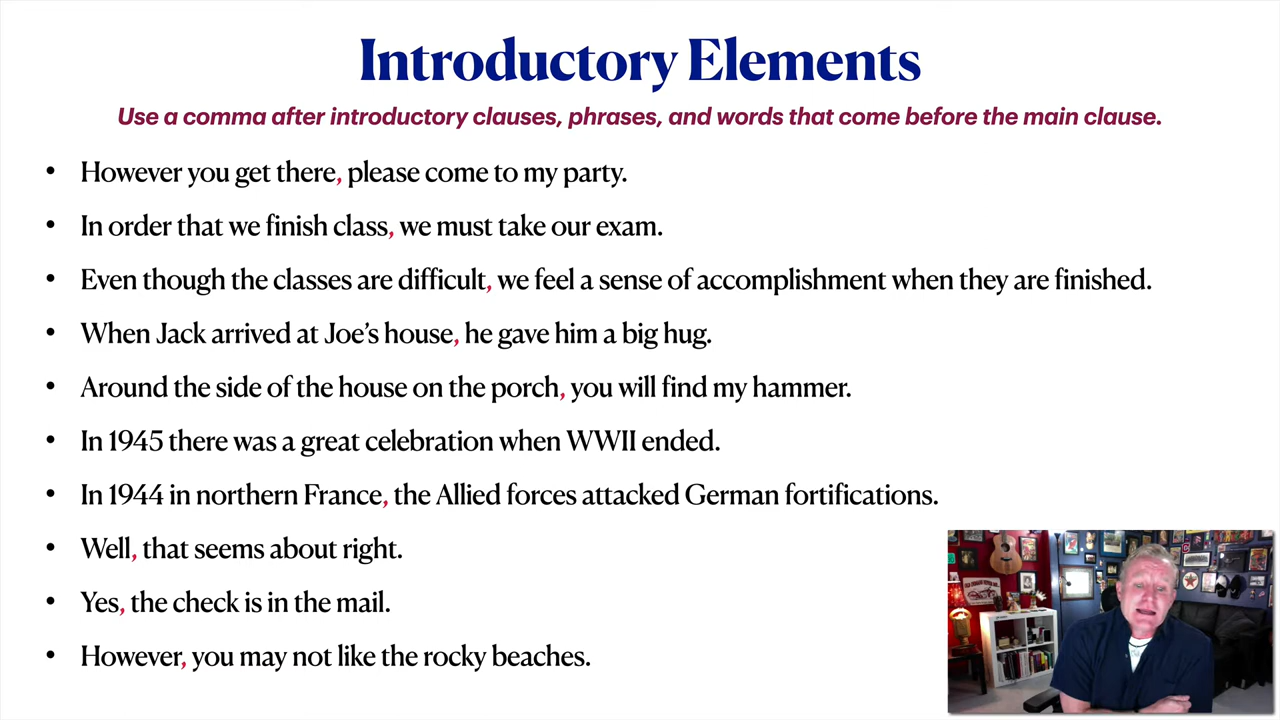 Introductory Elements
Use a comma after introductory clauses, phrases, and words that come before the main clause.
• However you get there, please come to my party.
• In order that we finish class, we must take our exam.
• Even though the classes are difficult, we feel a sense of accomplishment when they are finished.
• When Jack arrived at Joe's house, he gave him a big hug.
• Around the side of the house on the porch, you will find my hammer.
• In 1945 there was a great celebration when WWII ended.
• In 1944 in northern France, the Allied forces attacked German fortifications.
• Well, that seems about right.
• Yes, the check is in the mail.
• However, you may not like the rocky beaches.